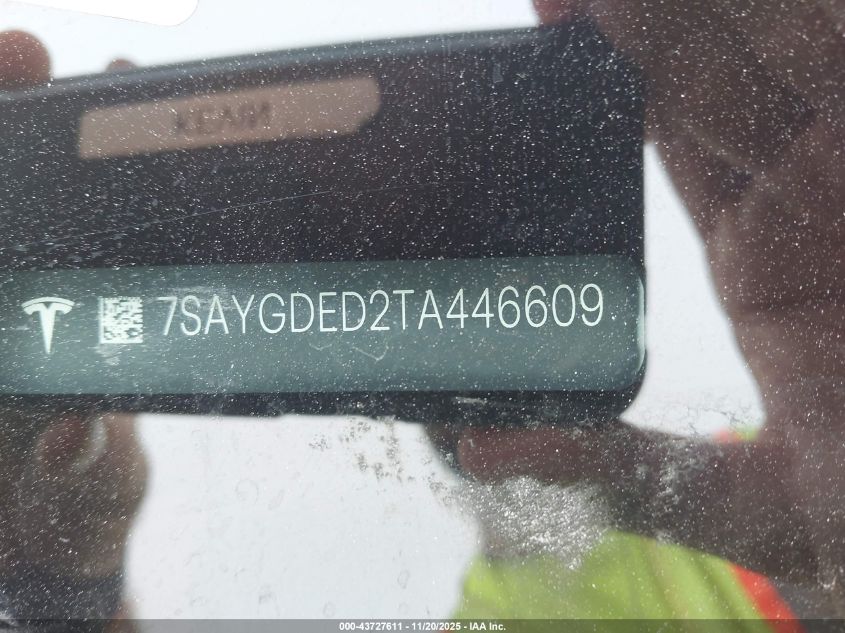 7SAYGDED2TA446609
000-43727611 - 11/20/2025 - IAA Inc.